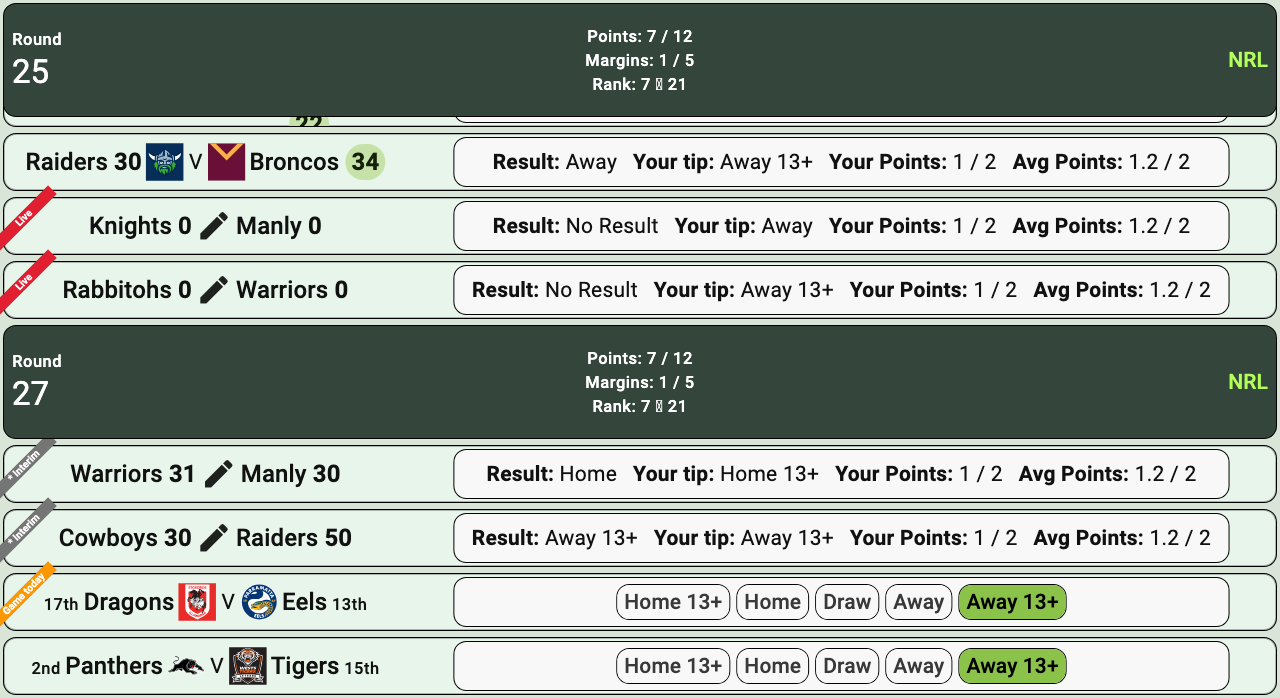 Round
25
Points: 7 / 12
Margins: 1 / 5
Rank: 7 21
NRL
22
Raiders 30 V Broncos 34 Result: Away Your tip: Away 13+ Your Points: 1 / 2 Avg Points: 1.2 / 2
Live
Knights 0 Manly 0 Result: No Result Your tip: Away Your Points: 1 / 2 Avg Points: 1.2 / 2
Live
Rabbitohs 0 Warriors 0 Result: No Result Your tip: Away 13+ Your Points: 1 / 2 Avg Points: 1.2 / 2
Round
27
Points: 7 / 12
Margins: 1 / 5
Rank: 7 21
NRL
* Interim
Warriors 31 Manly 30 Result: Home Your tip: Home 13+ Your Points: 1 / 2 Avg Points: 1.2 / 2
* Interim
Cowboys 30 Raiders 50 Result: Away 13+ Your tip: Away 13+ Your Points: 1 / 2 Avg Points: 1.2 / 2
Game today
17th Dragons V Eels 13th Home 13+ Home Draw Away Away 13+
2nd Panthers V Tigers 15th Home 13+ Home Draw Away Away 13+